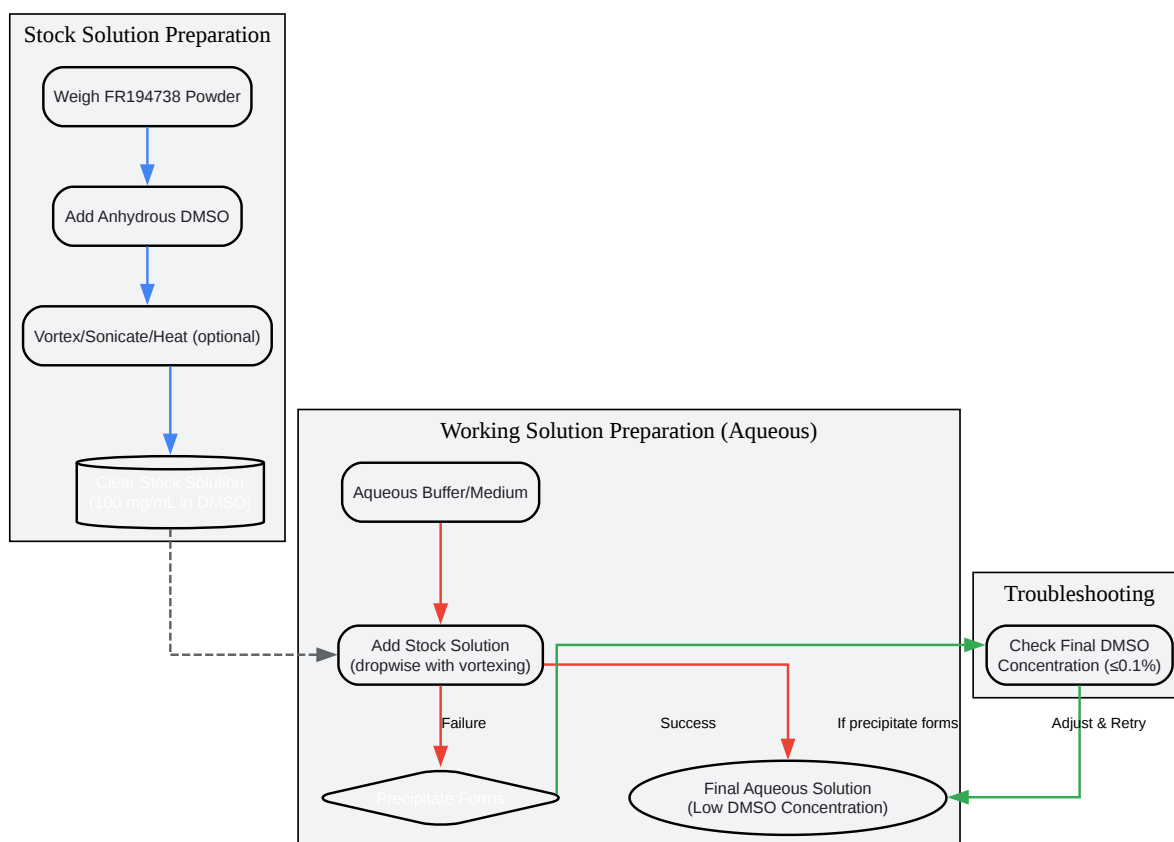 Stock Solution Preparation
Weigh FR194738 Powder
Add Anhydrous DMSO
Vortex/Sonicate/Heat (optional)
Clear Stock Solution
(100 mg/mL in DMSO)
Working Solution Preparation (Aqueous)
Aqueous Buffer/Medium
Add Stock Solution
(dropwise with vortexing)
Failure
Success
If precipitate forms
Precipitate Forms
Final Aqueous Solution
(Low DMSO Concentration)
Troubleshooting
Check Final DMSO
Concentration (≤0.1%)
Adjust & Retry